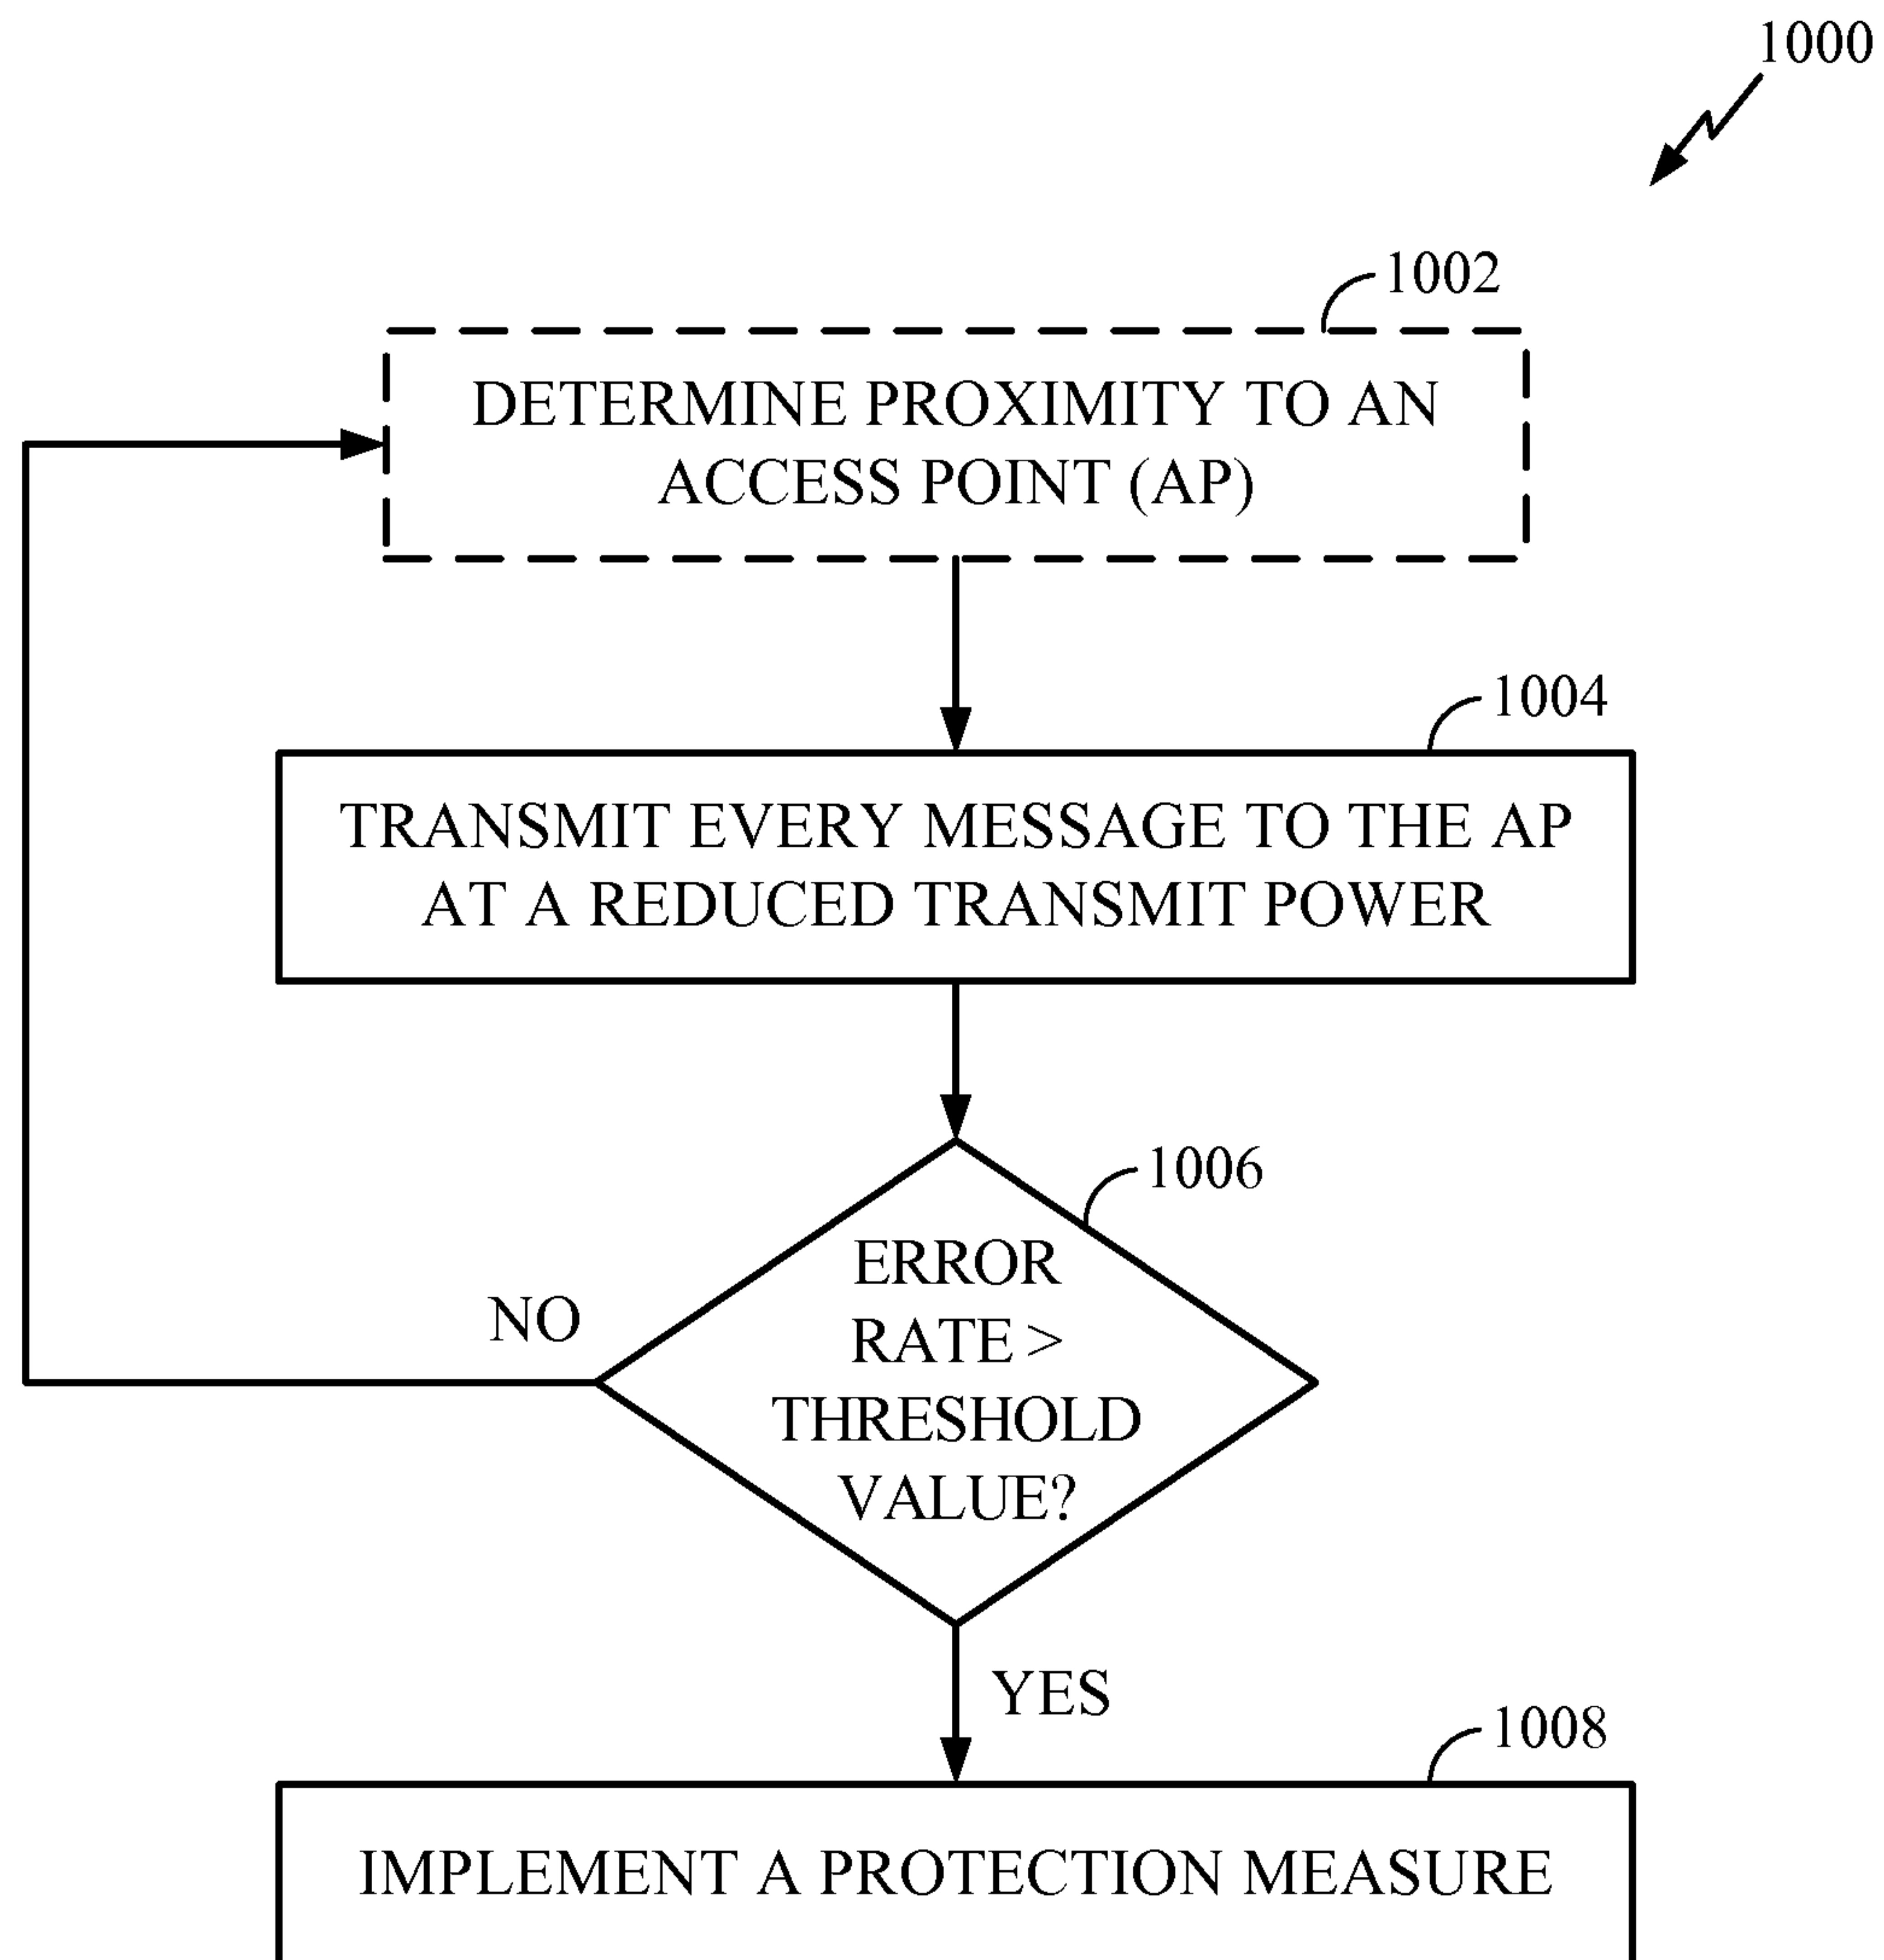 1000
1002
DETERMINE PROXIMITY TO AN
ACCESS POINT (AP)
1004
TRANSMIT EVERY MESSAGE TO THE AP
AT A REDUCED TRANSMIT POWER
1006
ERROR
RATE >
THRESHOLD
VALUE?
NO
YES
1008
IMPLEMENT A PROTECTION MEASURE